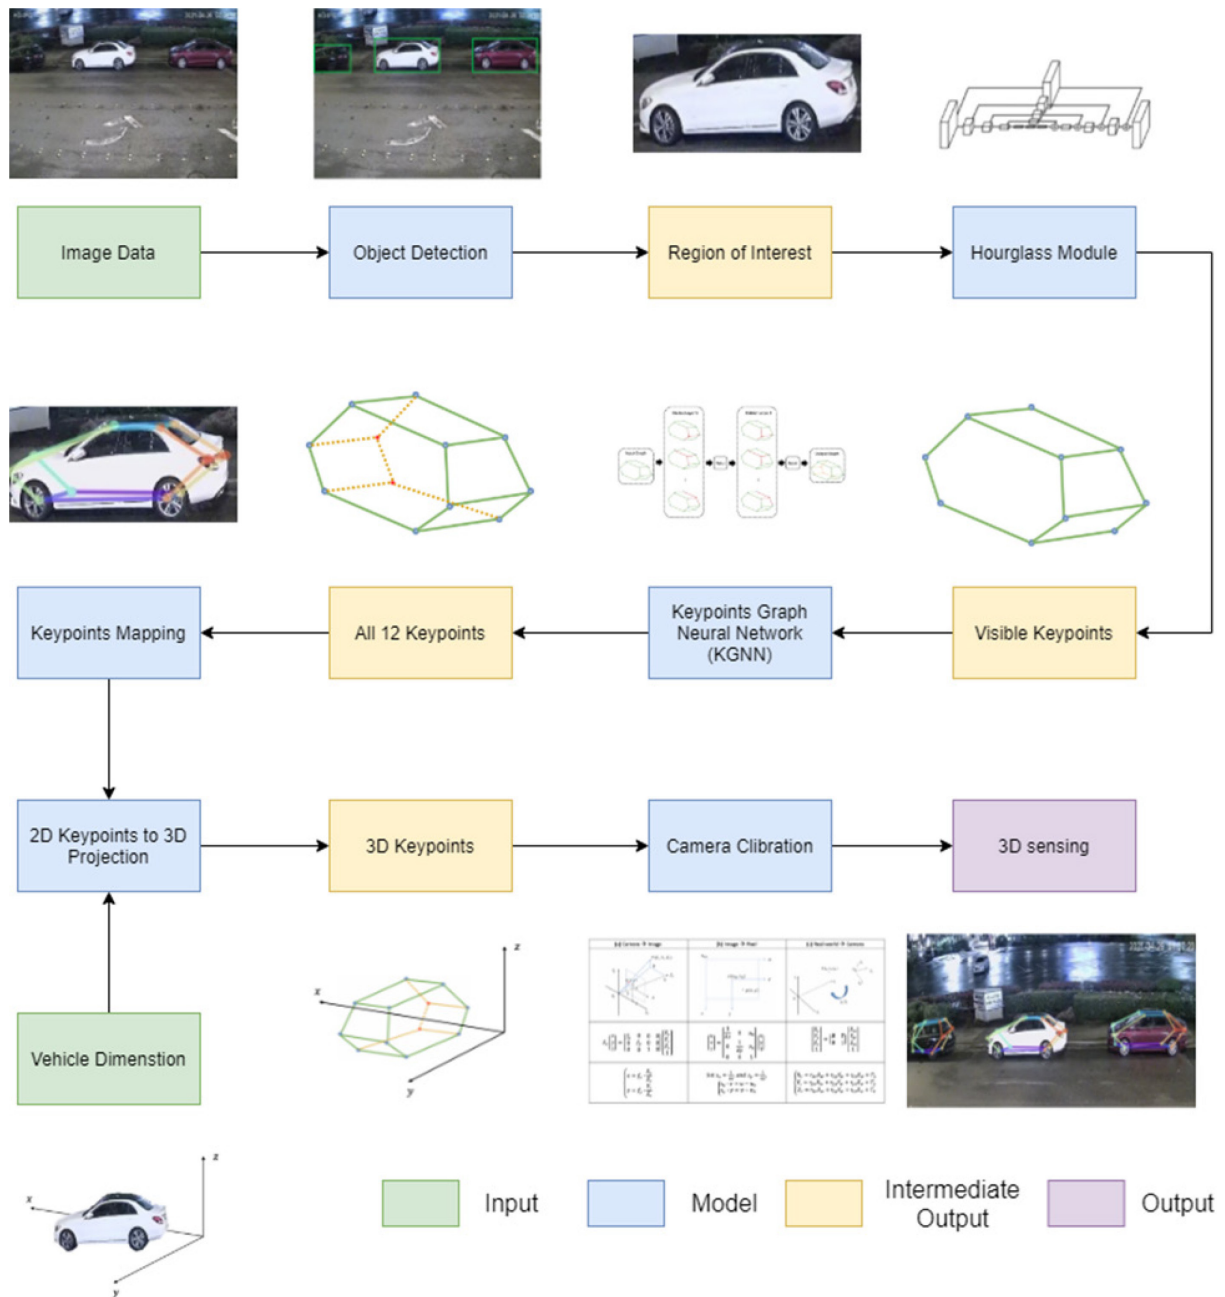 Image Data
Object Detection
Region of Interest
Hourglass Module
Keypoints Mapping
All 12 Keypoints
Keypoints Graph
Neural Network
(KGNN)
Visible Keypoints
2D Keypoints to 3D
Projection
3D Keypoints
Camera Clibration
3D sensing
z
x
y
Vehicle Dimenstion
z
x
y
Input
Model
Intermediate
Output
Output